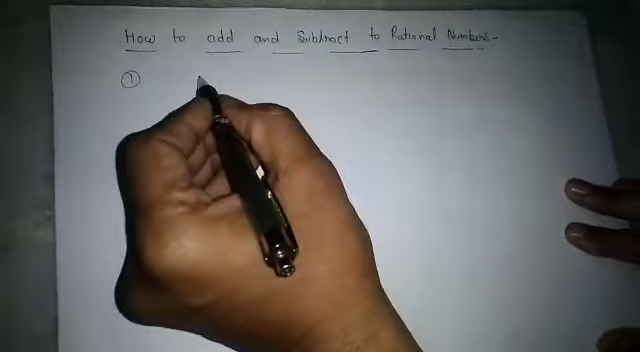 How to add and Subtract to Rational Numbers.
①